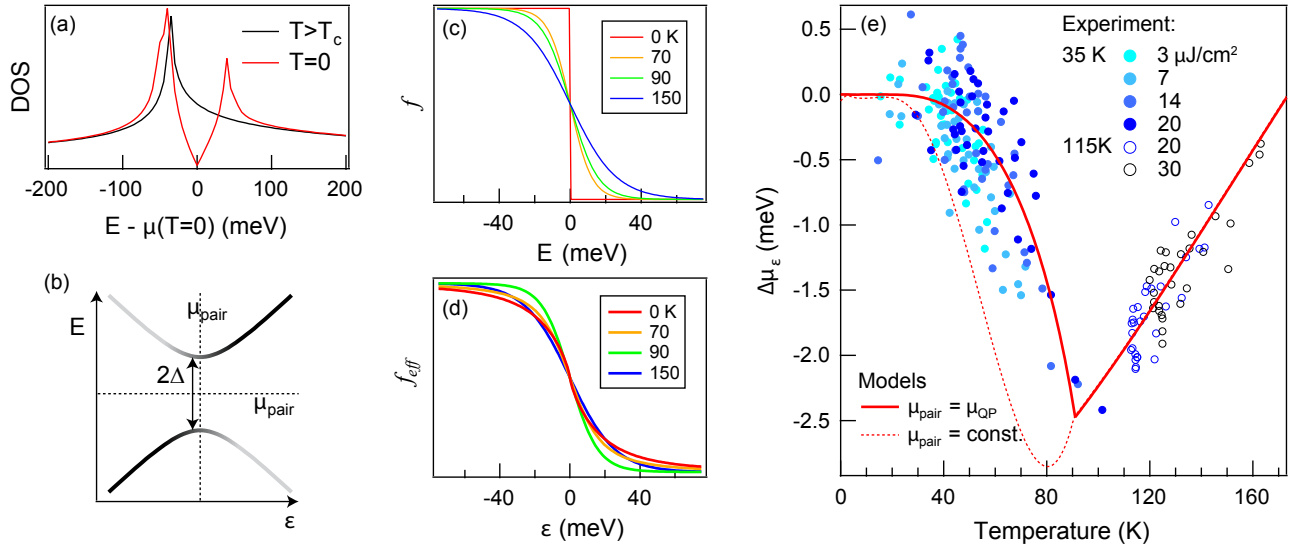 (a)
T>Tc
T=0
DOS
-200 -100 0 100 200
E - μ(T=0) (meV)
(b)
E
μpair
2Δ
μpair
ε
(c)
0 K
70
90
150
f
-40 0 40
E (meV)
(d)
0 K
70
90
150
feff
-40 0 40
ε (meV)
(e)
Experiment:
35 K 3 μJ/cm²
7
14
20
115K 20
30
0.5
0.0
-0.5
-1.0
-1.5
-2.0
-2.5
Δμε (meV)
Models
μpair = μQP
μpair = const.
0 40 80 120 160
Temperature (K)